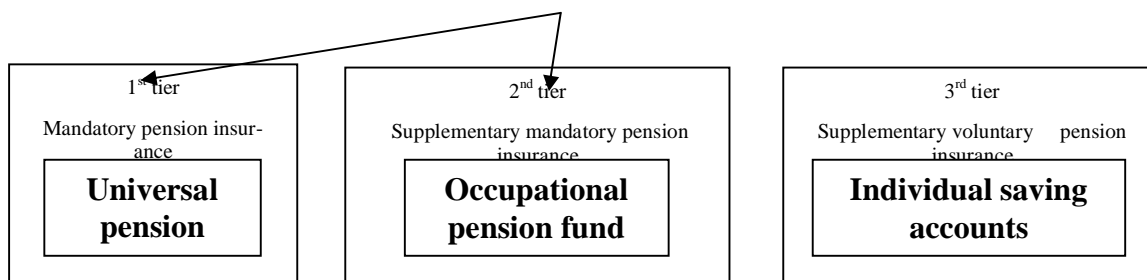 1st tier
Mandatory pension insur-
ance
Universal
pension
2nd tier
Supplementary mandatory pension
insurance
Occupational
pension fund
3rd tier
Supplementary voluntary pension
insurance
Individual saving
accounts